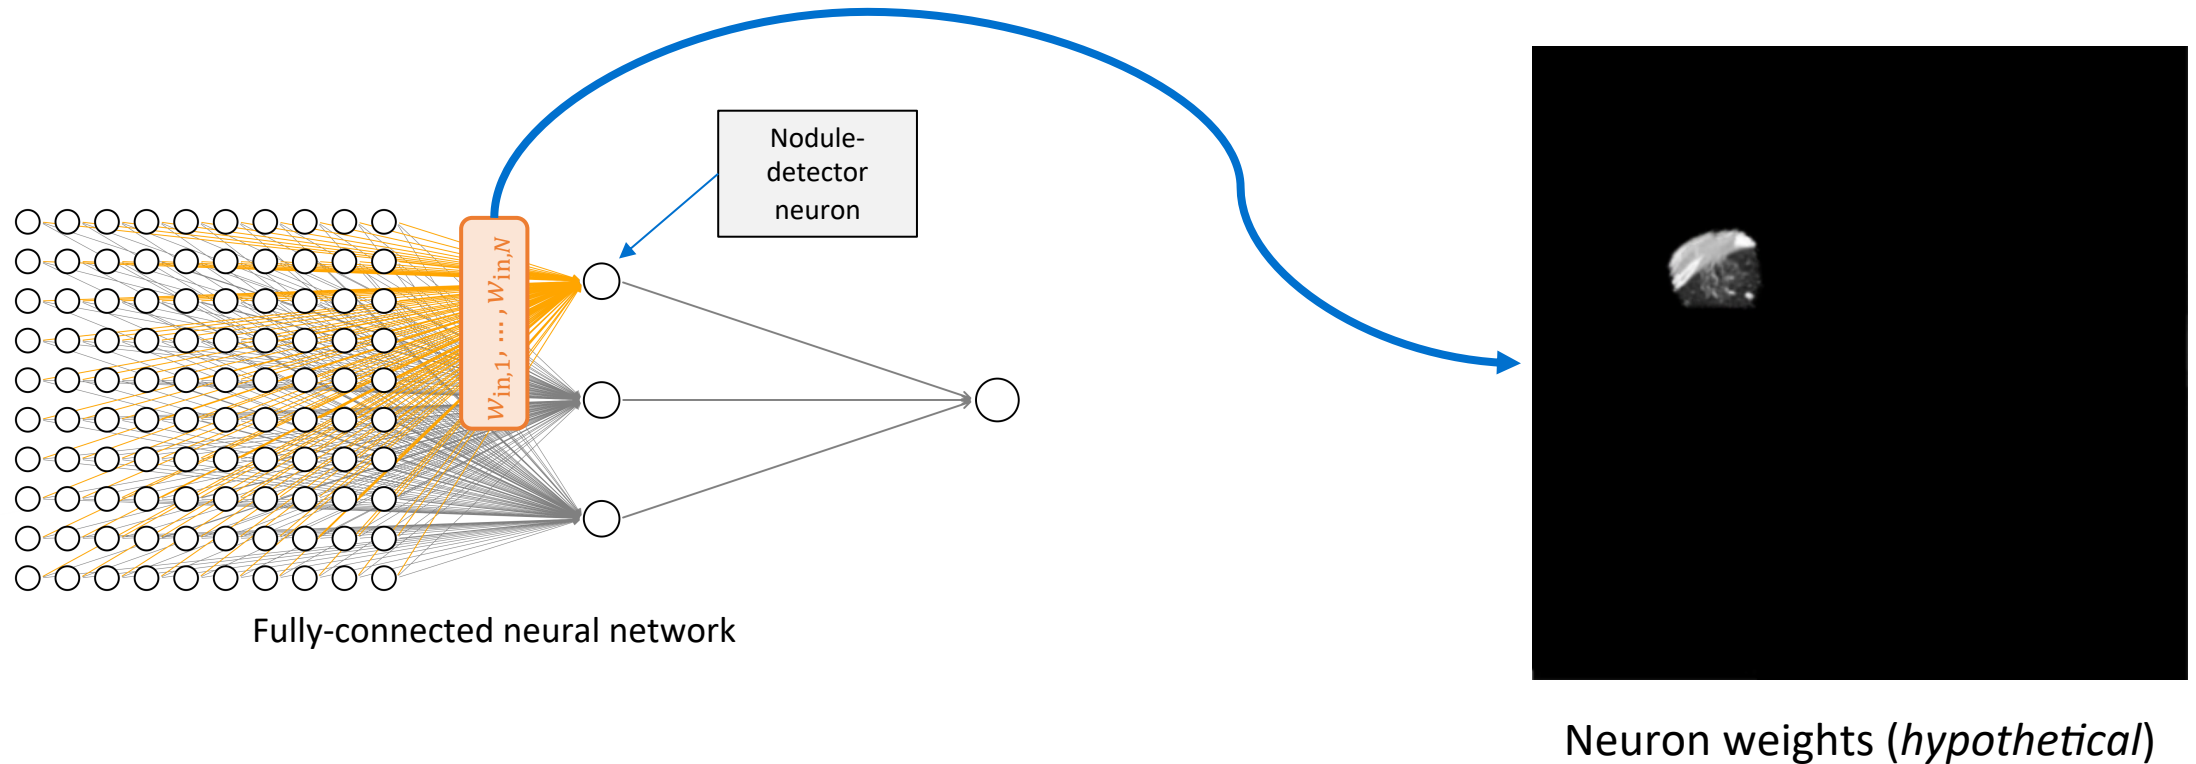 Nodule-
detector
neuron
w_in,1, ..., w_in,N
Fully-connected neural network
Neuron weights (hypothetical)